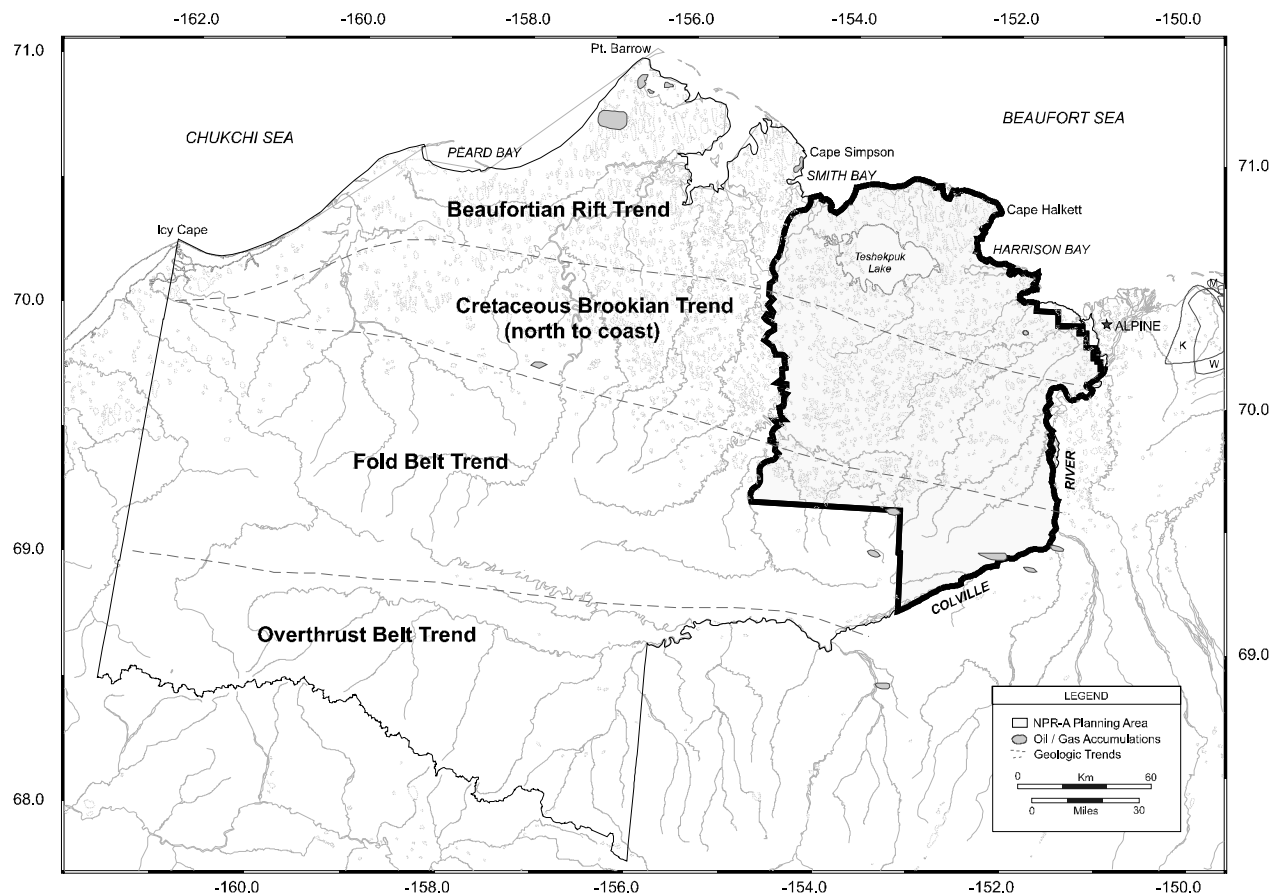 -162.0 -160.0 -158.0 -156.0 -154.0 -152.0 -150.0
71.0
Pt. Barrow
CHUKCHI SEA
BEAUFORT SEA
PEARD BAY
Cape Simpson
SMITH BAY
71.0
Beaufortian Rift Trend
Cape Halkett
Icy Cape
HARRISON BAY
Teshekpuk
Lake
70.0
Cretaceous Brookian Trend
(north to coast)
M
ALPINE
K
W
70.0
Fold Belt Trend
RIVER
69.0
COLVILLE
Overthrust Belt Trend
69.0
LEGEND
NPR-A Planning Area
Oil / Gas Accumulations
Geologic Trends
0 Km 60
0 Miles 30
68.0
-160.0 -158.0 -156.0 -154.0 -152.0 -150.0